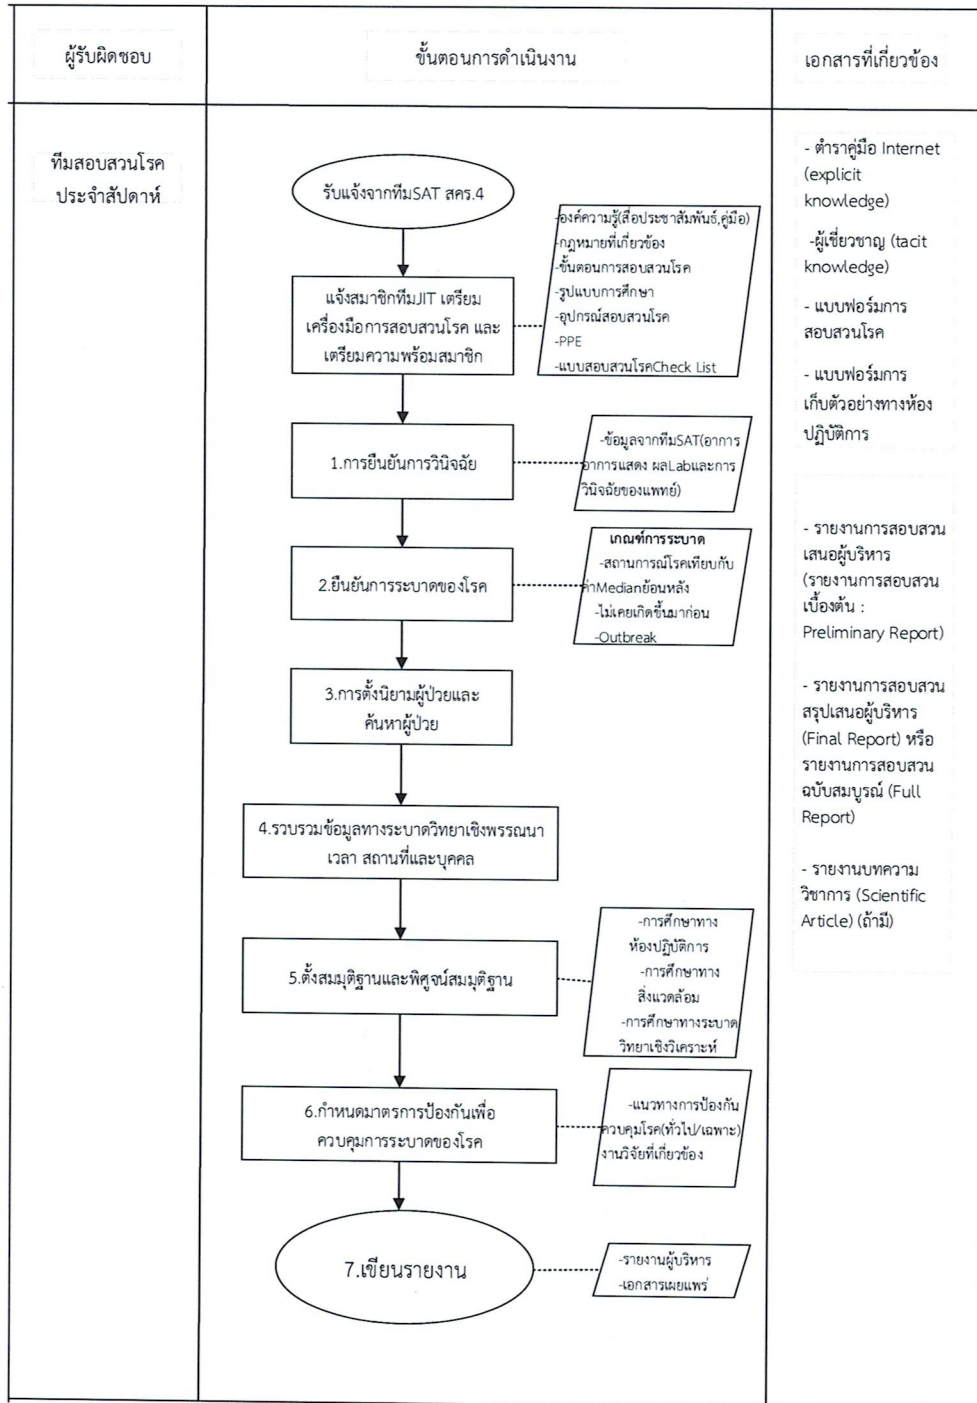 ผู้รับผิดชอบ
ขั้นตอนการดำเนินงาน
เอกสารที่เกี่ยวข้อง
ทีมสอบสวนโรค
ประจำสัปดาห์
รับแจ้งจากทีมSAT สคร.4
แจ้งสมาชิกทีมJIT เตรียม
เครื่องมือการสอบสวนโรค และ
เตรียมความพร้อมสมาชิก
-องค์ความรู้(สื่อประชาสัมพันธ์,คู่มือ)
-กฎหมายที่เกี่ยวข้อง
-ขั้นตอนการสอบสวนโรค
-รูปแบบการศึกษา
-อุปกรณ์สอบสวนโรค
-PPE
-แบบสอบสวนโรคCheck List
1.การยืนยันการวินิจฉัย
-ข้อมูลจากทีมSAT(อาการ
อาการแสดง ผลLabและการ
วินิจฉัยของแพทย์)
2.ยืนยันการระบาดของโรค
เกณฑ์การระบาด
-สถานการณ์โรคเทียบกับ
ค่าMedianย้อนหลัง
-ไม่เคยเกิดขึ้นมาก่อน
-Outbreak
3.การตั้งนิยามผู้ป่วยและ
ค้นหาผู้ป่วย
4.รวบรวมข้อมูลทางระบาดวิทยาเชิงพรรณนา
เวลา สถานที่และบุคคล
5.ตั้งสมมุติฐานและพิศูจน์สมมุติฐาน
-การศึกษาทาง
ห้องปฏิบัติการ
-การศึกษาทาง
สิ่งแวดล้อม
-การศึกษาทางระบาด
วิทยาเชิงวิเคราะห์
6.กำหนดมาตรการป้องกันเพื่อ
ควบคุมการระบาดของโรค
-แนวทางการป้องกัน
ควบคุมโรค(ทั่วไป/เฉพาะ)
งานวิจัยที่เกี่ยวข้อง
7.เขียนรายงาน
-รายงานผู้บริหาร
-เอกสารเผยแพร่
- ตำราคู่มือ Internet
(explicit
knowledge)
-ผู้เชี่ยวชาญ (tacit
knowledge)
- แบบฟอร์มการ
สอบสวนโรค
- แบบฟอร์มการ
เก็บตัวอย่างทางห้อง
ปฏิบัติการ
- รายงานการสอบสวน
เสนอผู้บริหาร
(รายงานการสอบสวน
เบื้องต้น :
Preliminary Report)
- รายงานการสอบสวน
สรุปเสนอผู้บริหาร
(Final Report) หรือ
รายงานการสอบสวน
ฉบับสมบูรณ์ (Full
Report)
- รายงานบทความ
วิชาการ (Scientific
Article) (ถ้ามี)